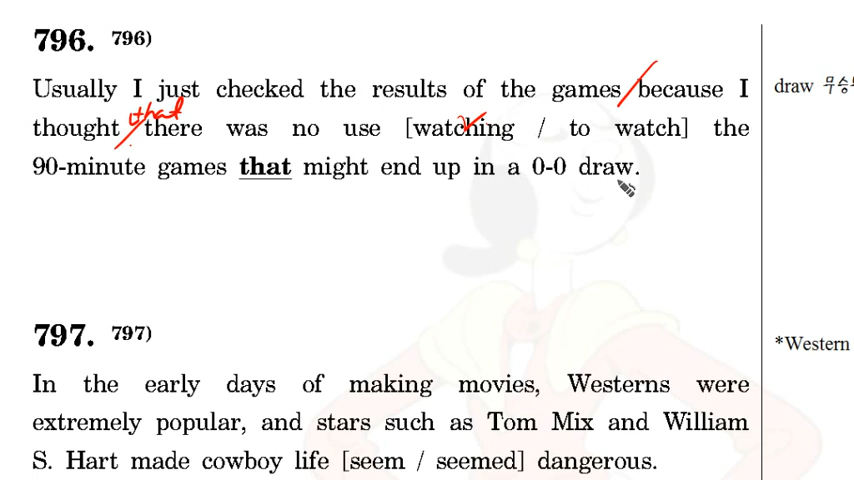 796. 796)
Usually I just checked the results of the games because I
draw 무승부
that
thought there was no use [watching / to watch] the
90-minute games that might end up in a 0-0 draw.
797. 797)
*Western
In the early days of making movies, Westerns were
extremely popular, and stars such as Tom Mix and William
S. Hart made cowboy life [seem / seemed] dangerous.